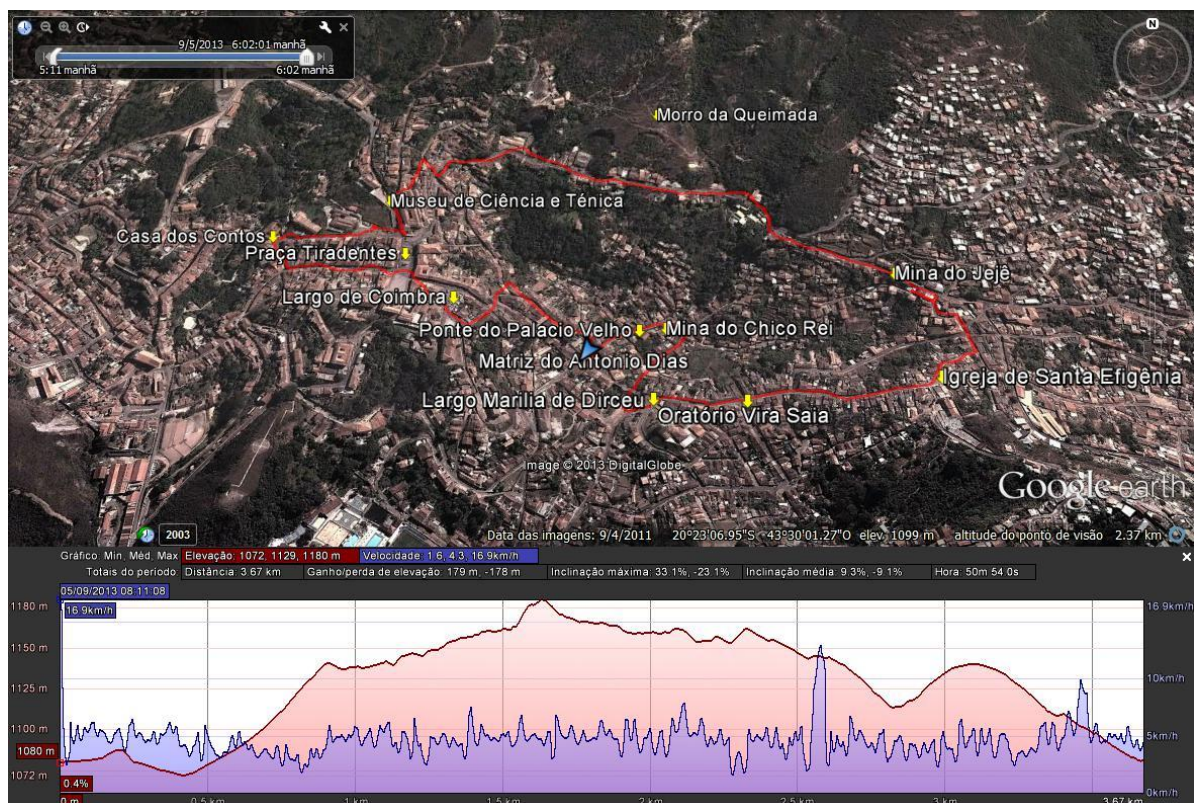 N
9/5/2013 6:02:01 manhã
5:11 manhã 6:02 manhã
Morro da Queimada
Museu de Ciência e Ténica
Casa dos Contos
Praça Tiradentes
Mina do Jejê
Largo de Coimbra
Ponte do Palacio Velho
Mina do Chico Rei
Matriz do Antonio Dias
Igreja de Santa Efigênia
Largo Marilia de Dirceu
Oratório Vira Saia
Image © 2013 DigitalGlobe
Google earth
2003
Data das imagens: 9/4/2011 20°23'06.95"S 43°30'01.27"O elev. 1099 m altitude do ponto de visão 2.37 km
Gráfico: Min, Méd, Max Elevação: 1072, 1129, 1180 m Velocidade: 1.6, 4.3, 16.9km/h
Totais do período Distância: 3.67 km Ganho/perda de elevação: 179 m, -178 m Inclinação máxima: 33.1%, -23.1% Inclinação média: 9.3%, -9.1% Hora: 50m 54.0s
05/09/2013 08:11:08
1180 m 16.9km/h 16.9km/h
1150 m
1125 m 10km/h
1100 m
1080 m 5km/h
1072 m
0.4%
0km/h
0 m 0.5 km 1 km 1.5 km 2 km 2.5 km 3 km 3.67 km